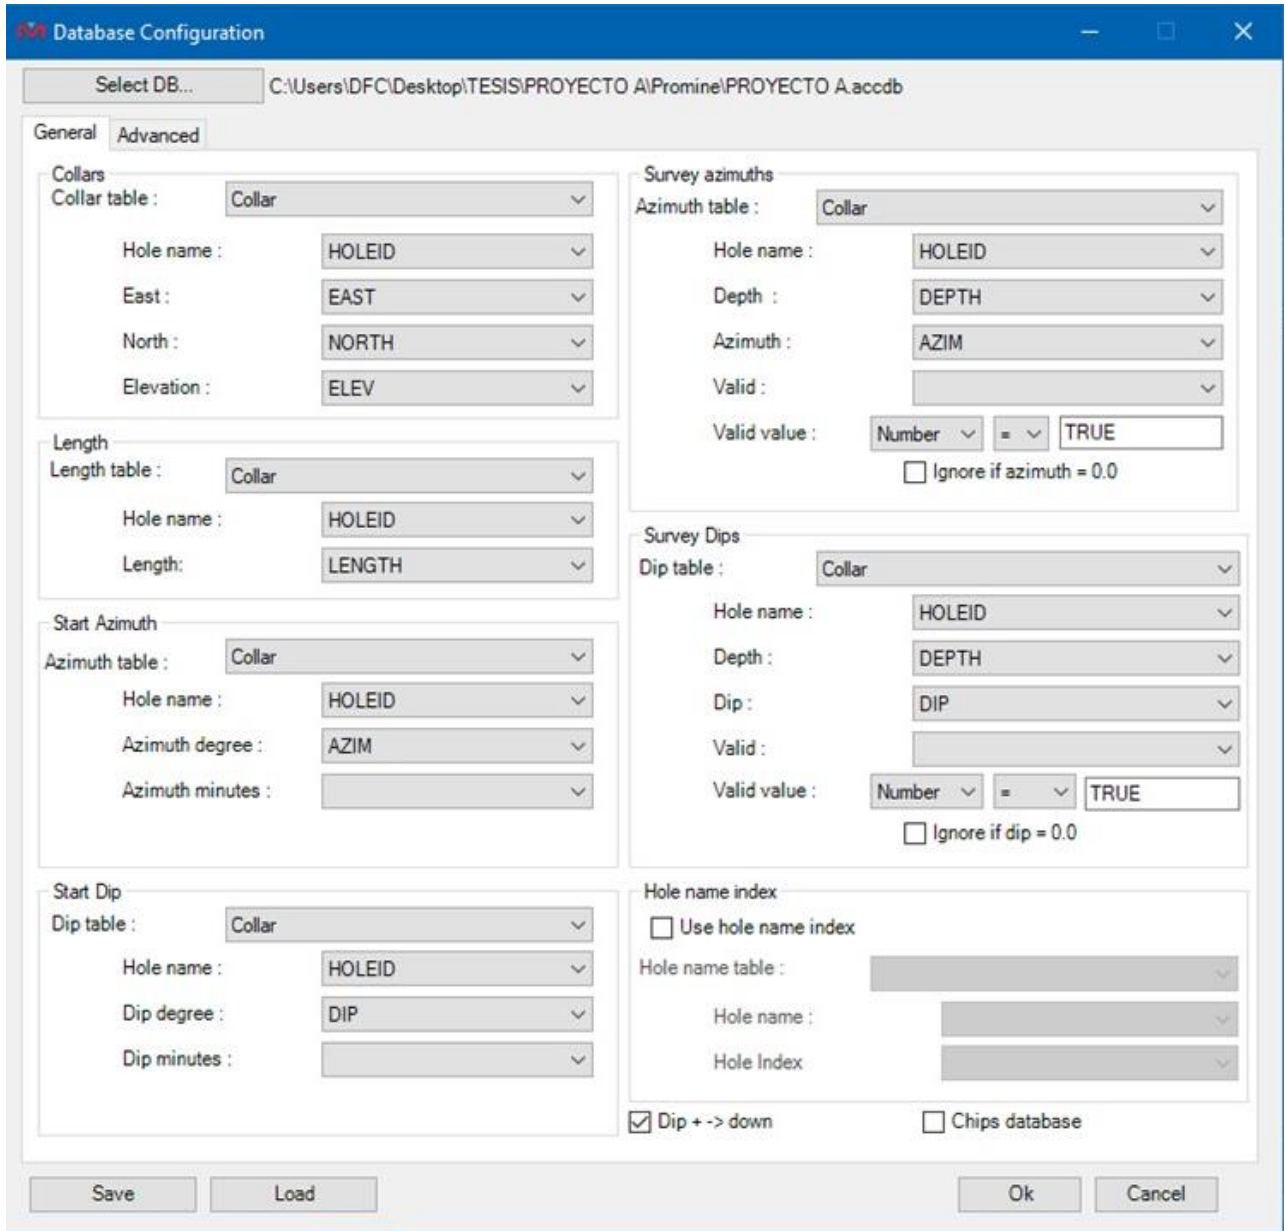 Database Configuration
Select DB... C:\Users\DFC\Desktop\TESIS\PROYECTO A\Promine\PROYECTO A.accdb
General Advanced
Collars
Collar table : Collar
Hole name : HOLEID
East : EAST
North : NORTH
Elevation : ELEV
Length
Length table : Collar
Hole name : HOLEID
Length: LENGTH
Start Azimuth
Azimuth table : Collar
Hole name : HOLEID
Azimuth degree : AZIM
Azimuth minutes :
Start Dip
Dip table : Collar
Hole name : HOLEID
Dip degree : DIP
Dip minutes :
Survey azimuths
Azimuth table : Collar
Hole name : HOLEID
Depth : DEPTH
Azimuth : AZIM
Valid :
Valid value : Number = TRUE
Ignore if azimuth = 0.0
Survey Dips
Dip table : Collar
Hole name : HOLEID
Depth : DEPTH
Dip : DIP
Valid :
Valid value : Number = TRUE
Ignore if dip = 0.0
Hole name index
Use hole name index
Hole name table :
Hole name :
Hole Index
Dip + -> down Chips database
Save Load Ok Cancel